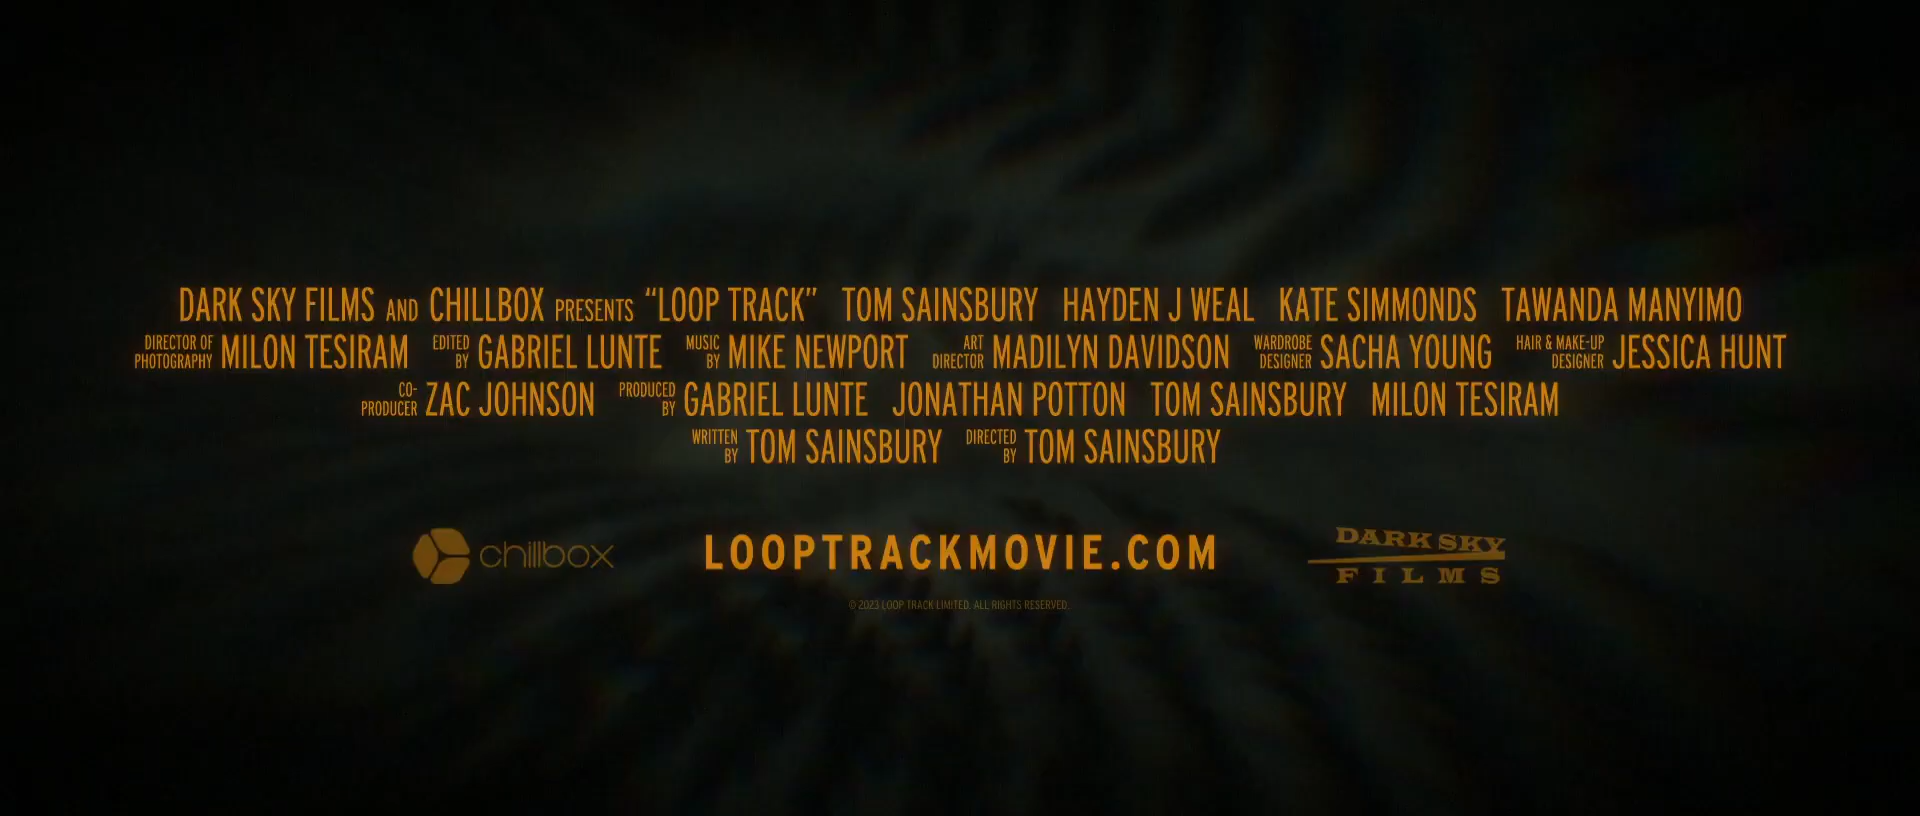 DARK SKY FILMS AND CHILLBOX PRESENTS “LOOP TRACK” TOM SAINSBURY HAYDEN J WEAL KATE SIMMONDS TAWANDA MANYIMO
DIRECTOR OF PHOTOGRAPHY MILON TESIRAM EDITED BY GABRIEL LUNTE MUSIC BY MIKE NEWPORT ART DIRECTOR MADILYN DAVIDSON WARDROBE DESIGNER SACHA YOUNG HAIR & MAKE-UP DESIGNER JESSICA HUNT
CO-PRODUCER ZAC JOHNSON PRODUCED BY GABRIEL LUNTE JONATHAN POTTON TOM SAINSBURY MILON TESIRAM
WRITTEN BY TOM SAINSBURY DIRECTED BY TOM SAINSBURY
chillbox LOOPTRACKMOVIE.COM DARK SKY FILMS
© 2023 LOOP TRACK LIMITED. ALL RIGHTS RESERVED.